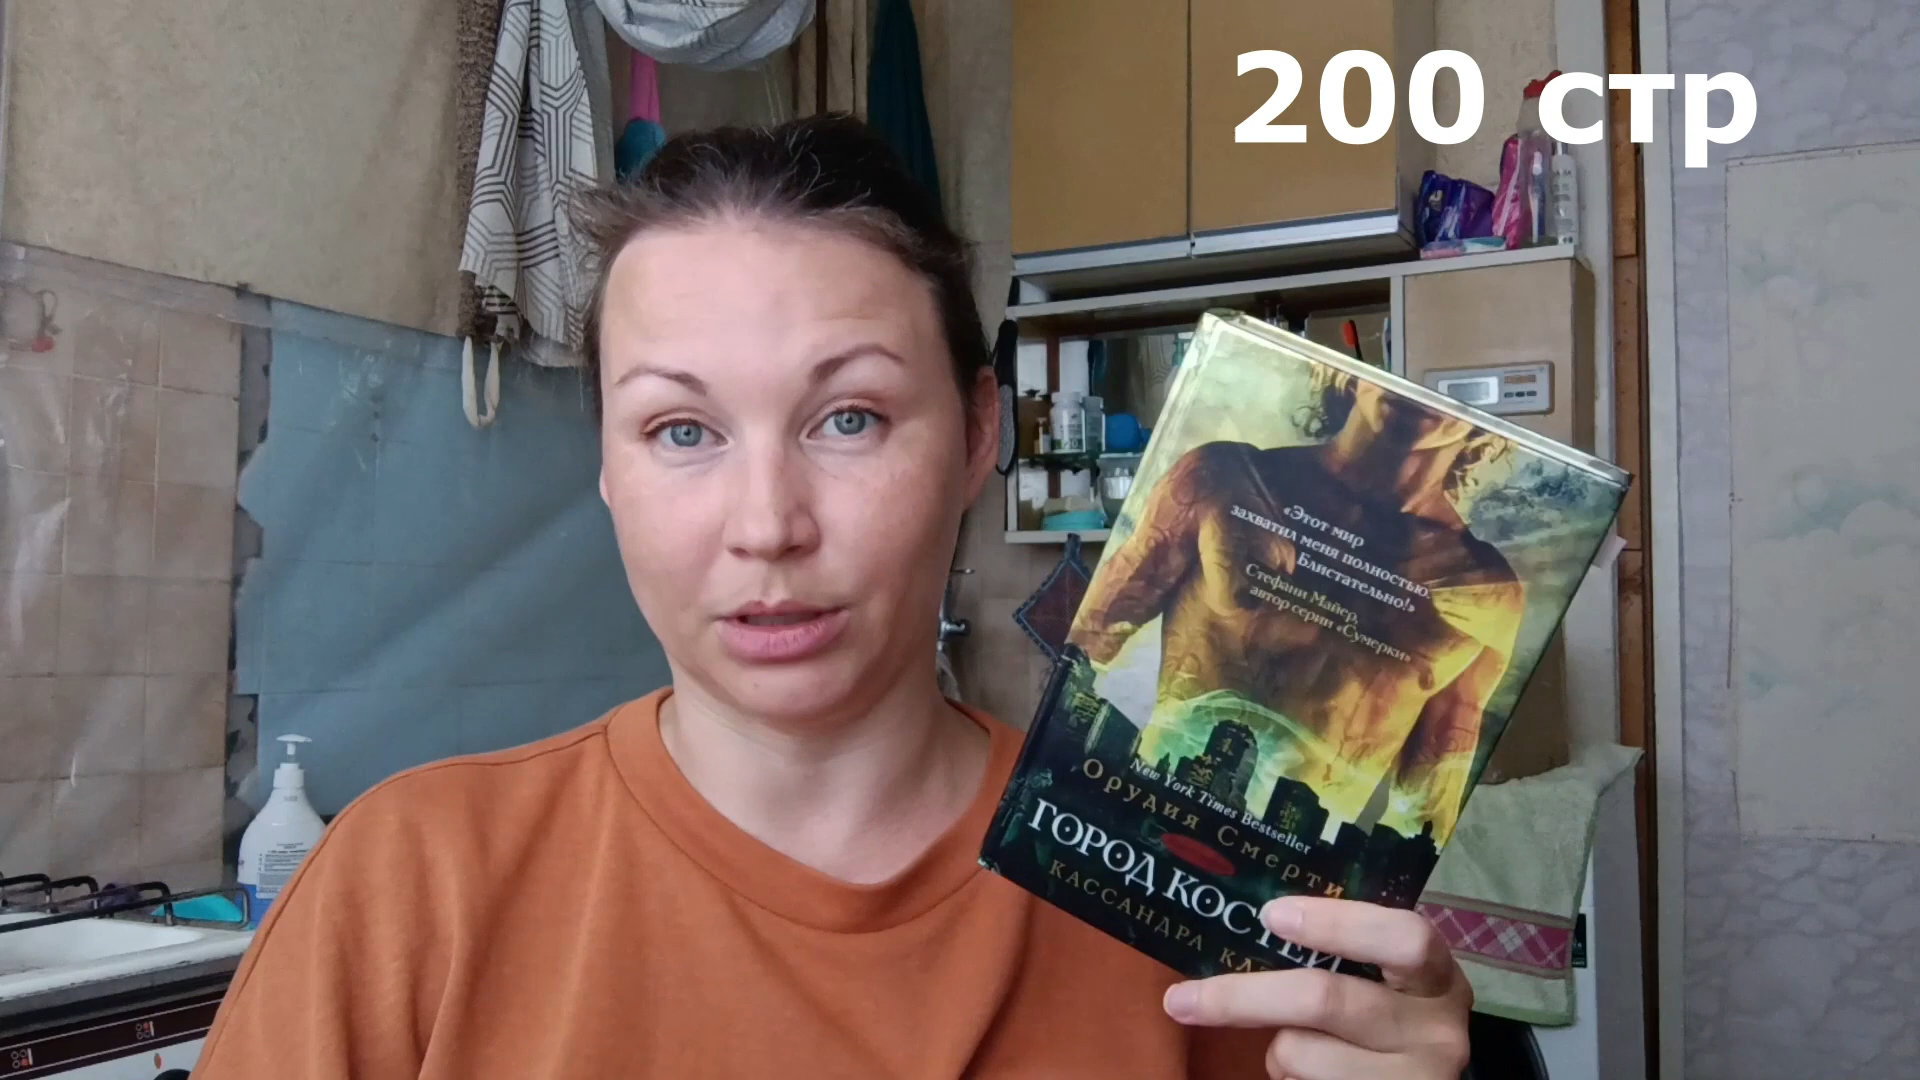 200 стр
«Этот мир
захватил меня полностью.
Блистательно!»
Стефани Майер,
автор серии «Сумерки»
New York Times Bestseller
Орудия Смерти
ГОРОД КОСТЕЙ
КАССАНДРА